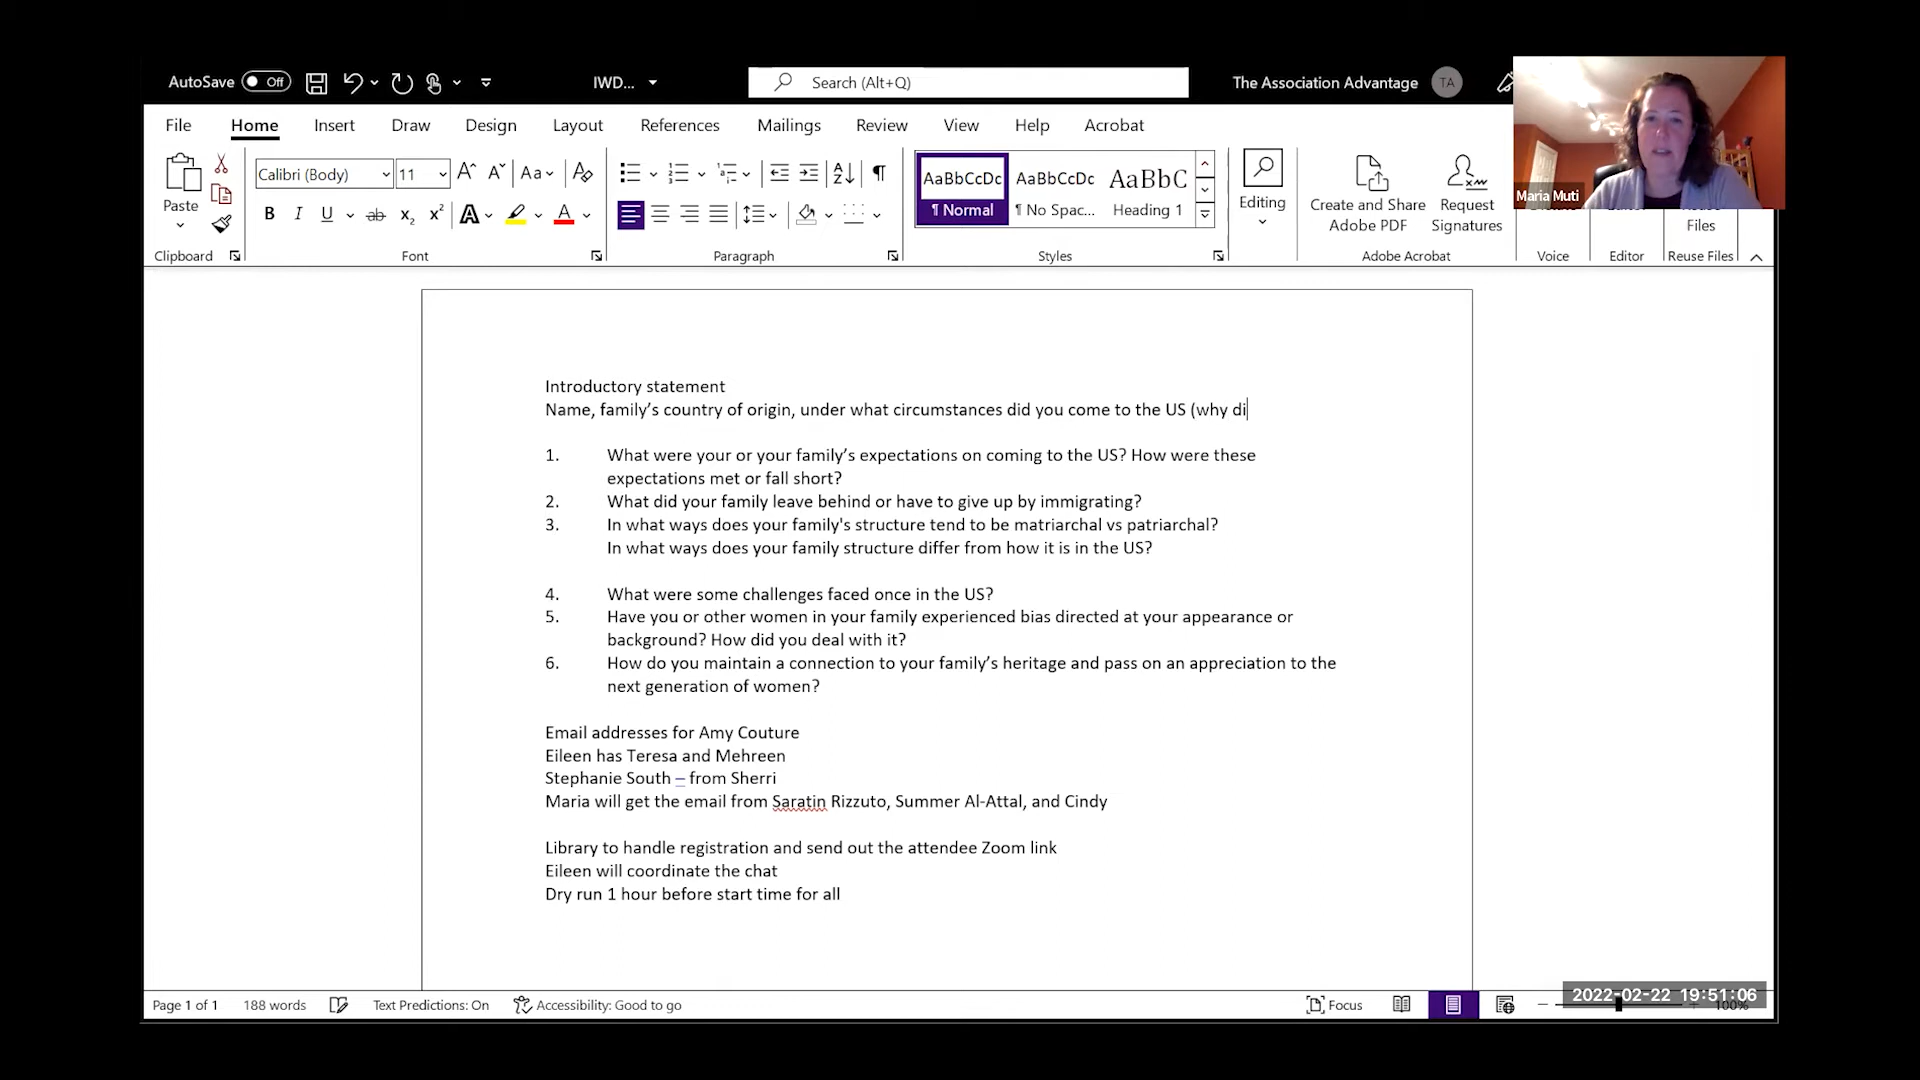 AutoSave Off IWD... Search (Alt+Q) The Association Advantage TA
File Home Insert Draw Design Layout References Mailings Review View Help Acrobat
Maria Muti
Paste
Calibri (Body) 11
AaBbCcDc AaBbCcDc AaBbC
¶ Normal ¶ No Spac... Heading 1
Editing
Create and Share Adobe PDF
Request Signatures
Files
Clipboard Font Paragraph Styles Adobe Acrobat Voice Editor Reuse Files
Introductory statement
Name, family’s country of origin, under what circumstances did you come to the US (why di
1. What were your or your family’s expectations on coming to the US? How were these
expectations met or fall short?
2. What did your family leave behind or have to give up by immigrating?
3. In what ways does your family's structure tend to be matriarchal vs patriarchal?
In what ways does your family structure differ from how it is in the US?
4. What were some challenges faced once in the US?
5. Have you or other women in your family experienced bias directed at your appearance or
background? How did you deal with it?
6. How do you maintain a connection to your family’s heritage and pass on an appreciation to the
next generation of women?
Email addresses for Amy Couture
Eileen has Teresa and Mehreen
Stephanie South – from Sherri
Maria will get the email from Saratin Rizzuto, Summer Al-Attal, and Cindy
Library to handle registration and send out the attendee Zoom link
Eileen will coordinate the chat
Dry run 1 hour before start time for all
Page 1 of 1 188 words Text Predictions: On Accessibility: Good to go Focus 100%
2022-02-22 19:51:06